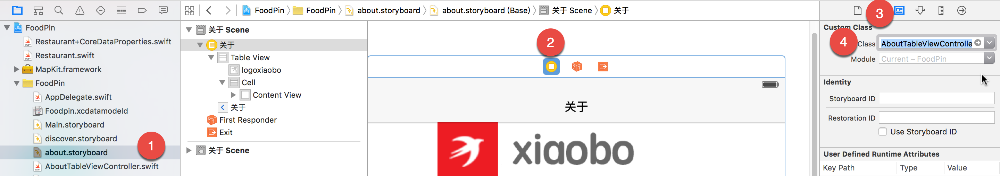 FoodPin
Restaurant+CoreDataProperties.swift
Restaurant.swift
MapKit.framework
FoodPin
AppDelegate.swift
Foodpin.xcdatamodeld
Main.storyboard
discover.storyboard
about.storyboard
1
AboutTableViewController.swift
FoodPin
FoodPin
about.storyboard
about.storyboard (Base)
关于 Scene
关于
关于 Scene
关于
Table View
logoxiaobo
Cell
Content View
关于
First Responder
Exit
关于 Scene
2
关于
xiaobo
3
Custom Class
4
Class
AboutTableViewControlle
Module
Current – FoodPin
Identity
Storyboard ID
Restoration ID
Use Storyboard ID
User Defined Runtime Attributes
Key Path
Type
Value